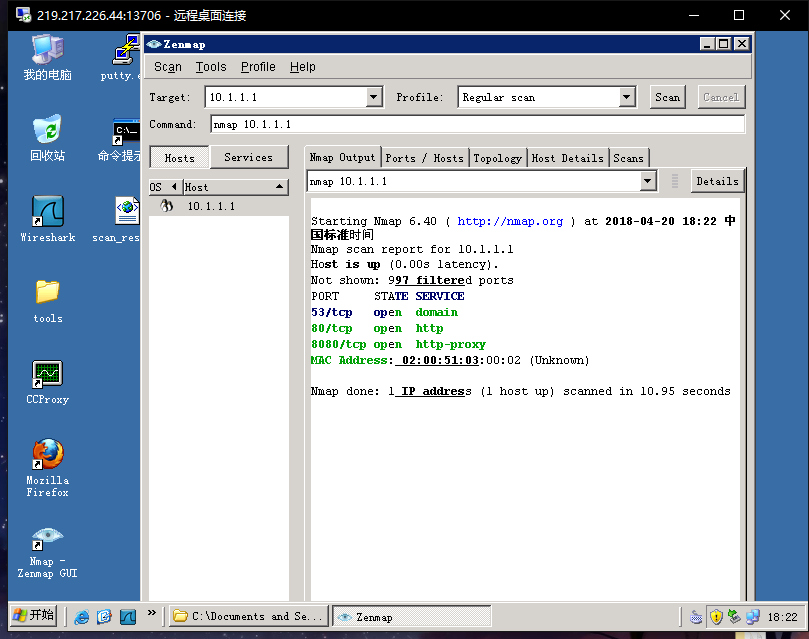 219.217.226.44:13706 - 远程桌面连接
我的电脑
putty.e
回收站
命令提示
Wireshark
scan_res
tools
CCProxy
Mozilla
Firefox
Nmap -
Zenmap GUI
Zenmap
Scan Tools Profile Help
Target: 10.1.1.1 Profile: Regular scan Scan Cancel
Command: nmap 10.1.1.1
Hosts Services
OS Host
10.1.1.1
Nmap Output Ports / Hosts Topology Host Details Scans
nmap 10.1.1.1 Details
Starting Nmap 6.40 ( http://nmap.org ) at 2018-04-20 18:22 中
国标准时间
Nmap scan report for 10.1.1.1
Host is up (0.00s latency).
Not shown: 997 filtered ports
PORT STATE SERVICE
53/tcp open domain
80/tcp open http
8080/tcp open http-proxy
MAC Address: 02:00:51:03:00:02 (Unknown)
Nmap done: 1 IP address (1 host up) scanned in 10.95 seconds
开始 » C:\Documents and Se... Zenmap 18:22